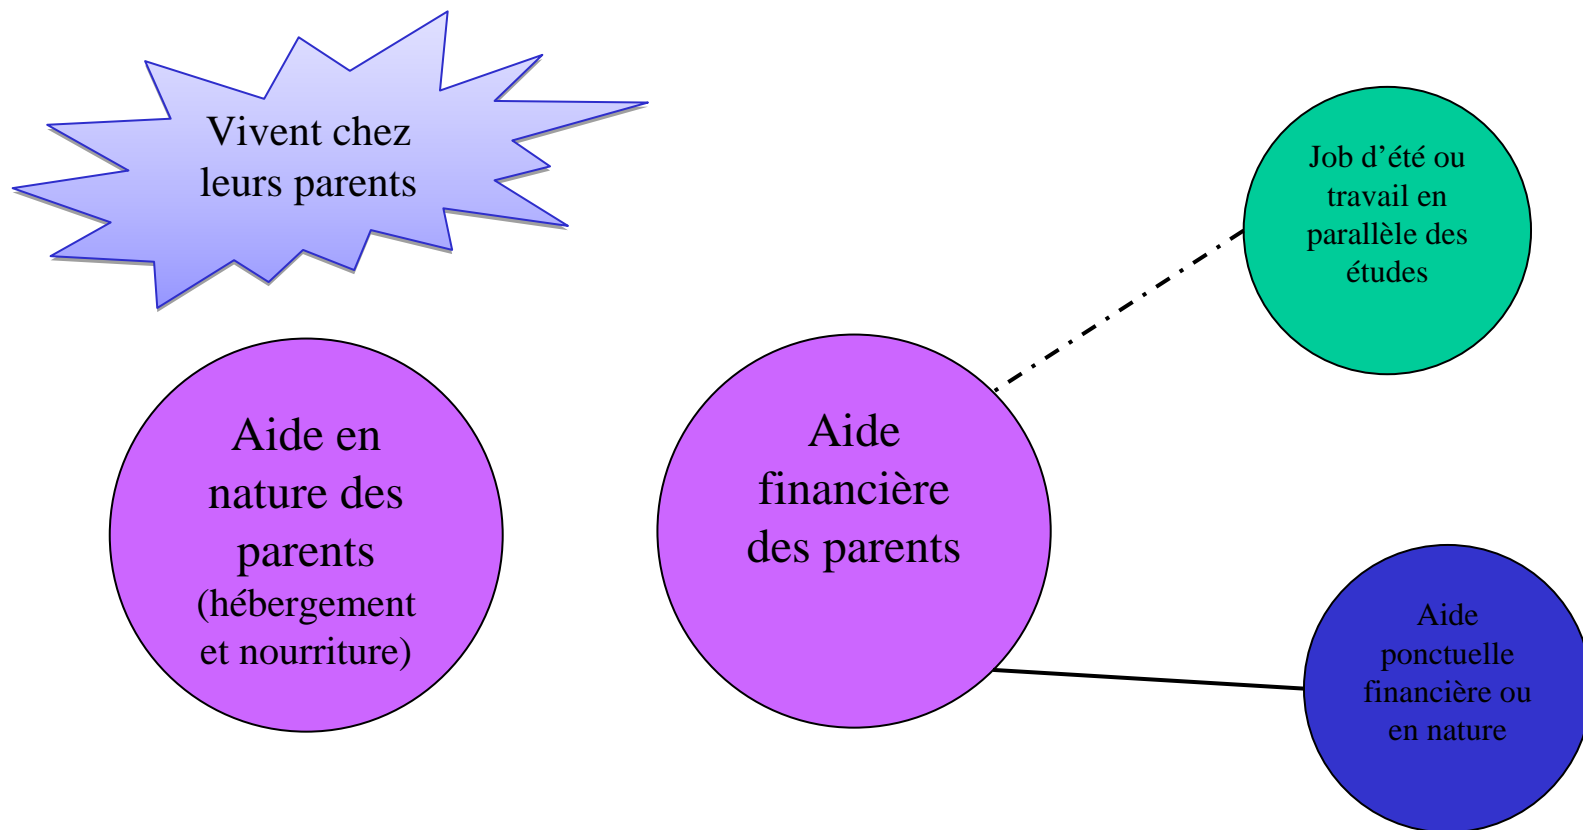 Vivent chez
leurs parents
Job d’été ou
travail en
parallèle des
études
Aide en
nature des
parents
(hébergement
et nourriture)
Aide
financière
des parents
Aide
ponctuelle
financière ou
en nature